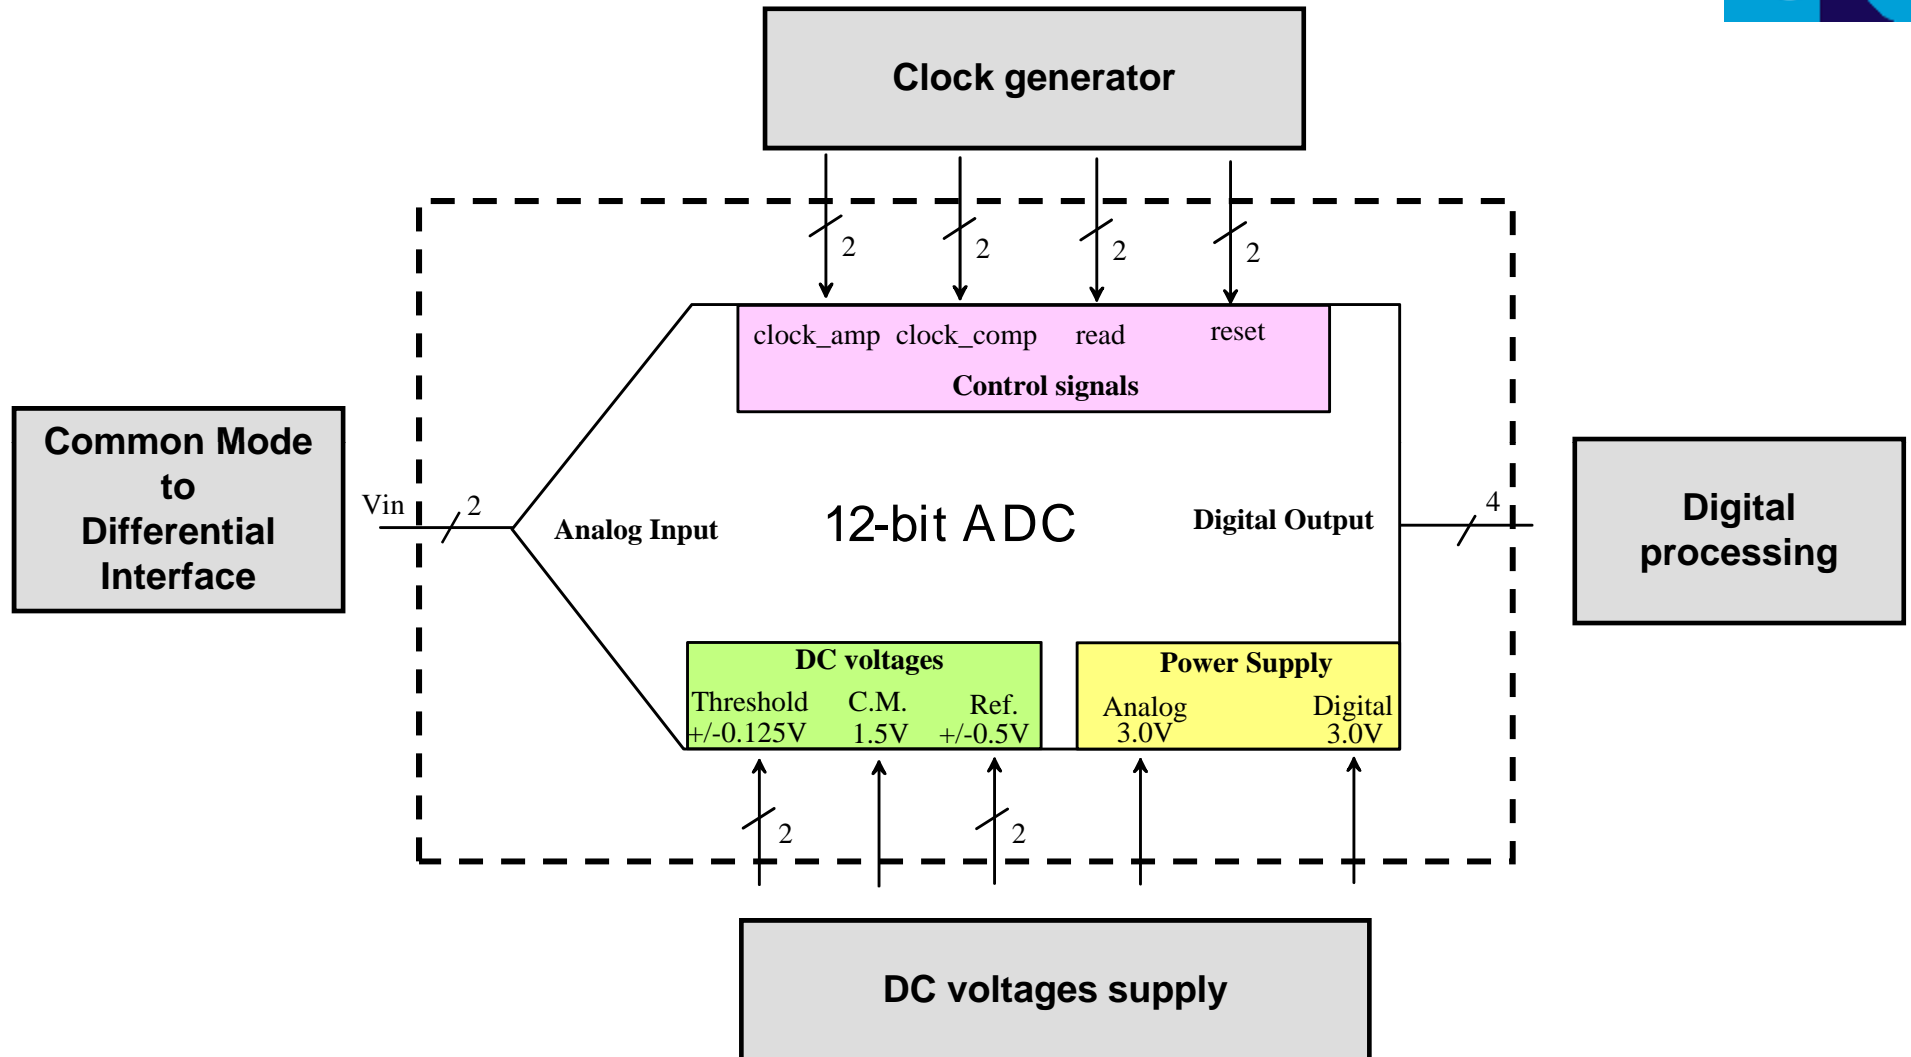 Clock generator
2
2
2
2
clock_amp clock_comp read reset
Control signals
Common Mode
to
Differential
Interface
Vin
2
Analog Input
12-bit ADC
Digital Output
4
Digital
processing
DC voltages
Threshold C.M. Ref.
+/-0.125V 1.5V +/-0.5V
Power Supply
Analog Digital
3.0V 3.0V
2
2
DC voltages supply